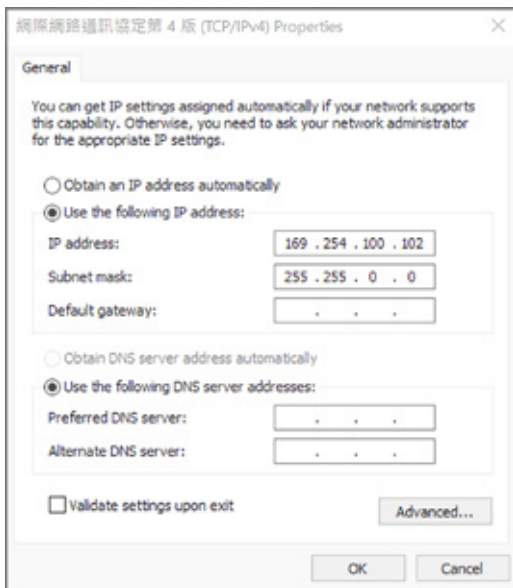 網際網路通訊協定第 4 版 (TCP/IPv4) Properties
General
You can get IP settings assigned automatically if your network supports
this capability. Otherwise, you need to ask your network administrator
for the appropriate IP settings.
Obtain an IP address automatically
Use the following IP address:
IP address: 169 . 254 . 100 . 102
Subnet mask: 255 . 255 . 0 . 0
Default gateway: . . .
Obtain DNS server address automatically
Use the following DNS server addresses:
Preferred DNS server: . . .
Alternate DNS server: . . .
Validate settings upon exit
Advanced...
OK Cancel